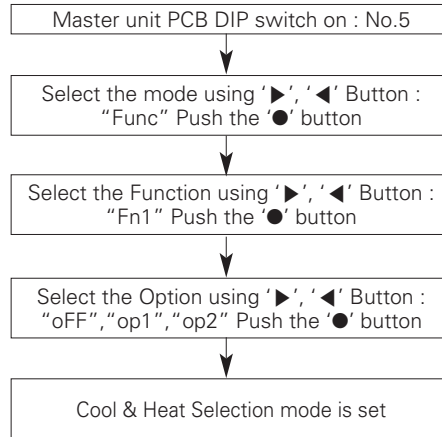 Master unit PCB DIP switch on : No.5
Select the mode using ‘▶’, ‘◀’ Button :
“Func” Push the ‘●’ button
Select the Function using ‘▶’, ‘◀’ Button :
“Fn1” Push the ‘●’ button
Select the Option using ‘▶’, ‘◀’ Button :
“oFF”,“op1”,“op2” Push the ‘●’ button
Cool & Heat Selection mode is set